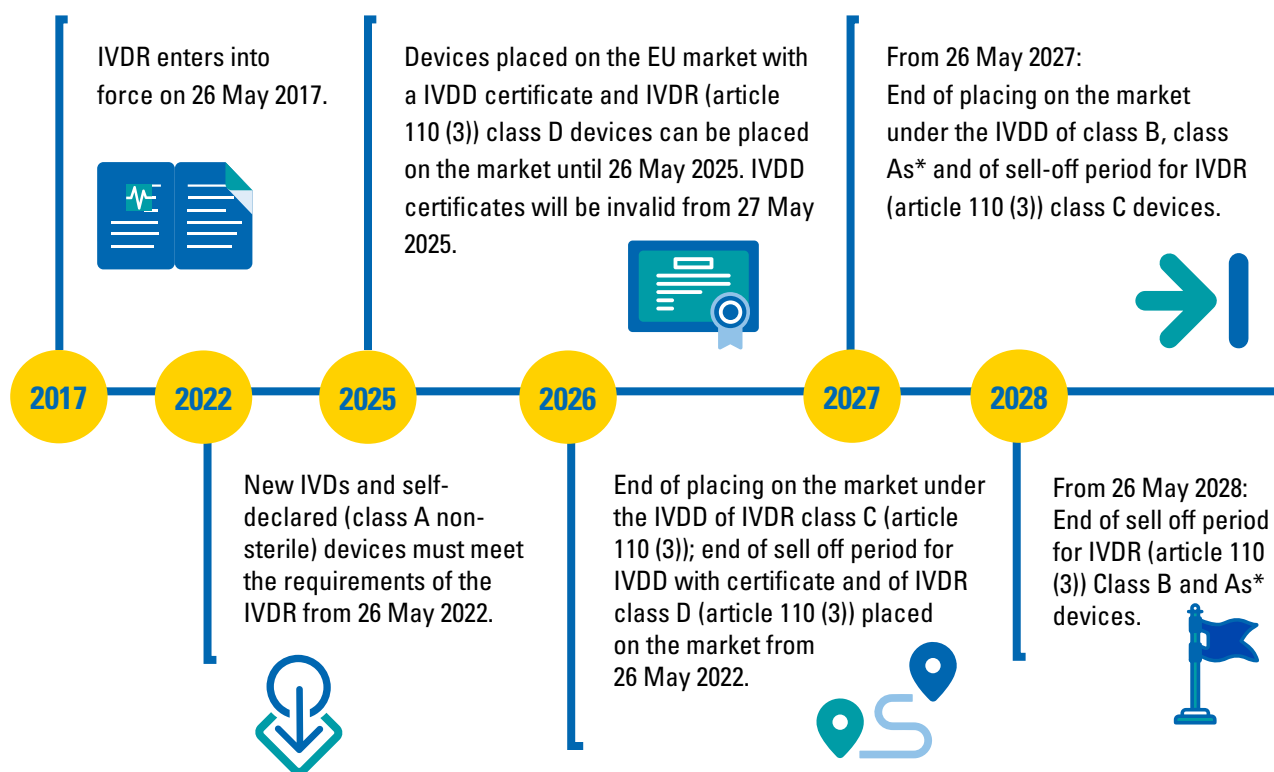 IVDR enters into
force on 26 May 2017.
Devices placed on the EU market with
a IVDD certificate and IVDR (article
110 (3)) class D devices can be placed
on the market until 26 May 2025. IVDD
certificates will be invalid from 27 May
2025.
From 26 May 2027:
End of placing on the market
under the IVDD of class B, class
As* and of sell-off period for IVDR
(article 110 (3)) class C devices.
2017
2022
2025
2026
2027
2028
New IVDs and self-
declared (class A non-
sterile) devices must meet
the requirements of the
IVDR from 26 May 2022.
End of placing on the market under
the IVDD of IVDR class C (article
110 (3)); end of sell off period for
IVDD with certificate and of IVDR
class D (article 110 (3)) placed
on the market from
26 May 2022.
From 26 May 2028:
End of sell off period
for IVDR (article 110
(3)) Class B and As*
devices.